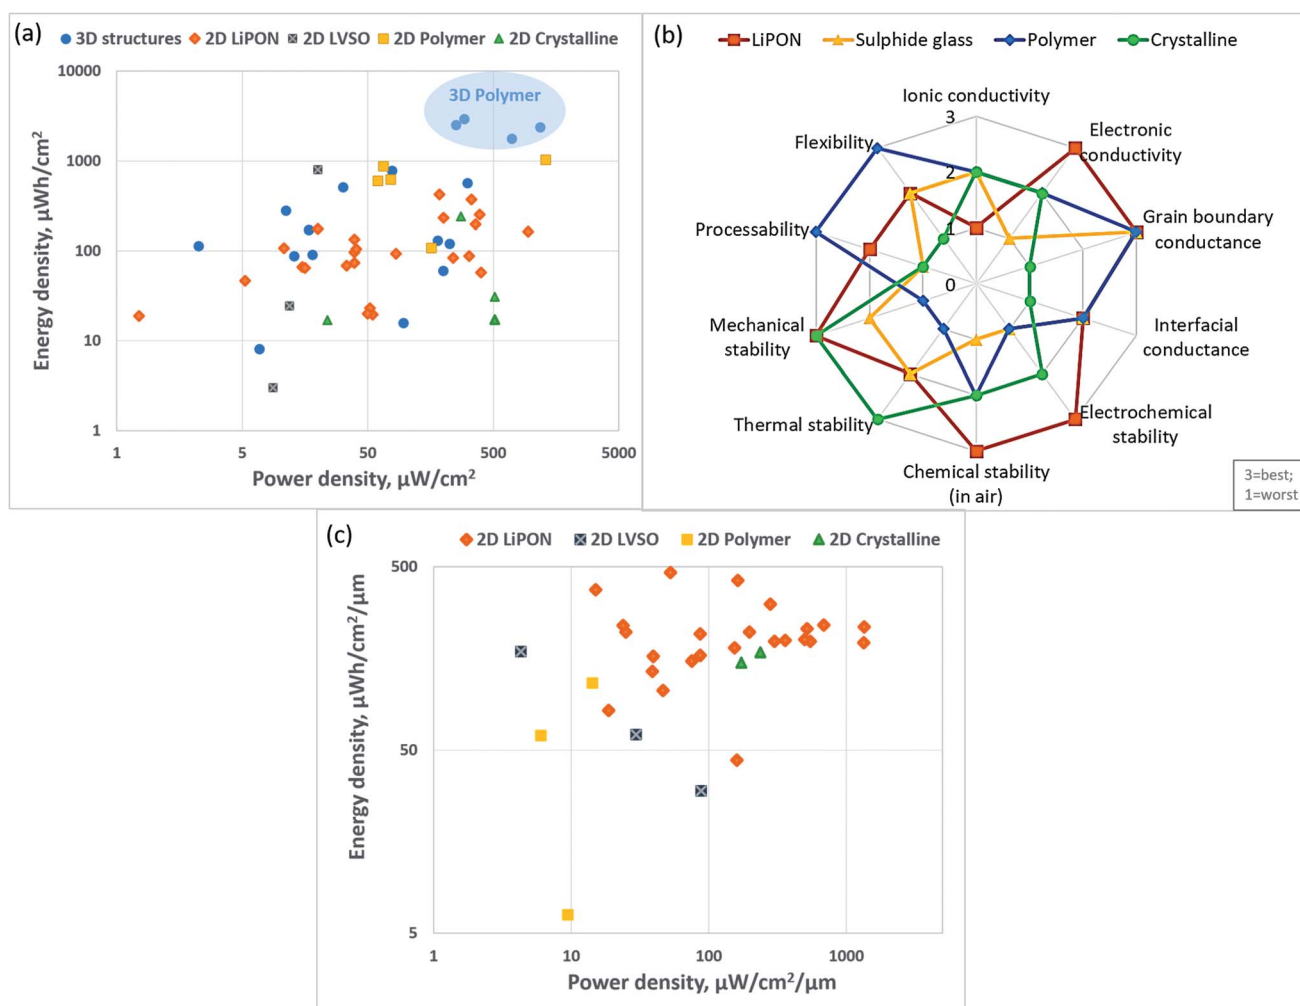 (a)
3D structures 2D LiPON 2D LVSO 2D Polymer 2D Crystalline
10000
1000
100
10
1
Energy density, µWh/cm²
3D Polymer
1 5 50 500 5000
Power density, µW/cm²
(b)
LiPON Sulphide glass Polymer Crystalline
Ionic conductivity
3
2
1
0
Electronic
conductivity
Grain boundary
conductance
Interfacial
conductance
Electrochemical
stability
Chemical stability
(in air)
Thermal stability
Mechanical
stability
Processability
Flexibility
3=best;
1=worst
(c)
2D LiPON 2D LVSO 2D Polymer 2D Crystalline
500
50
5
Energy density, µWh/cm²/µm
1 10 100 1000
Power density, µW/cm²/µm